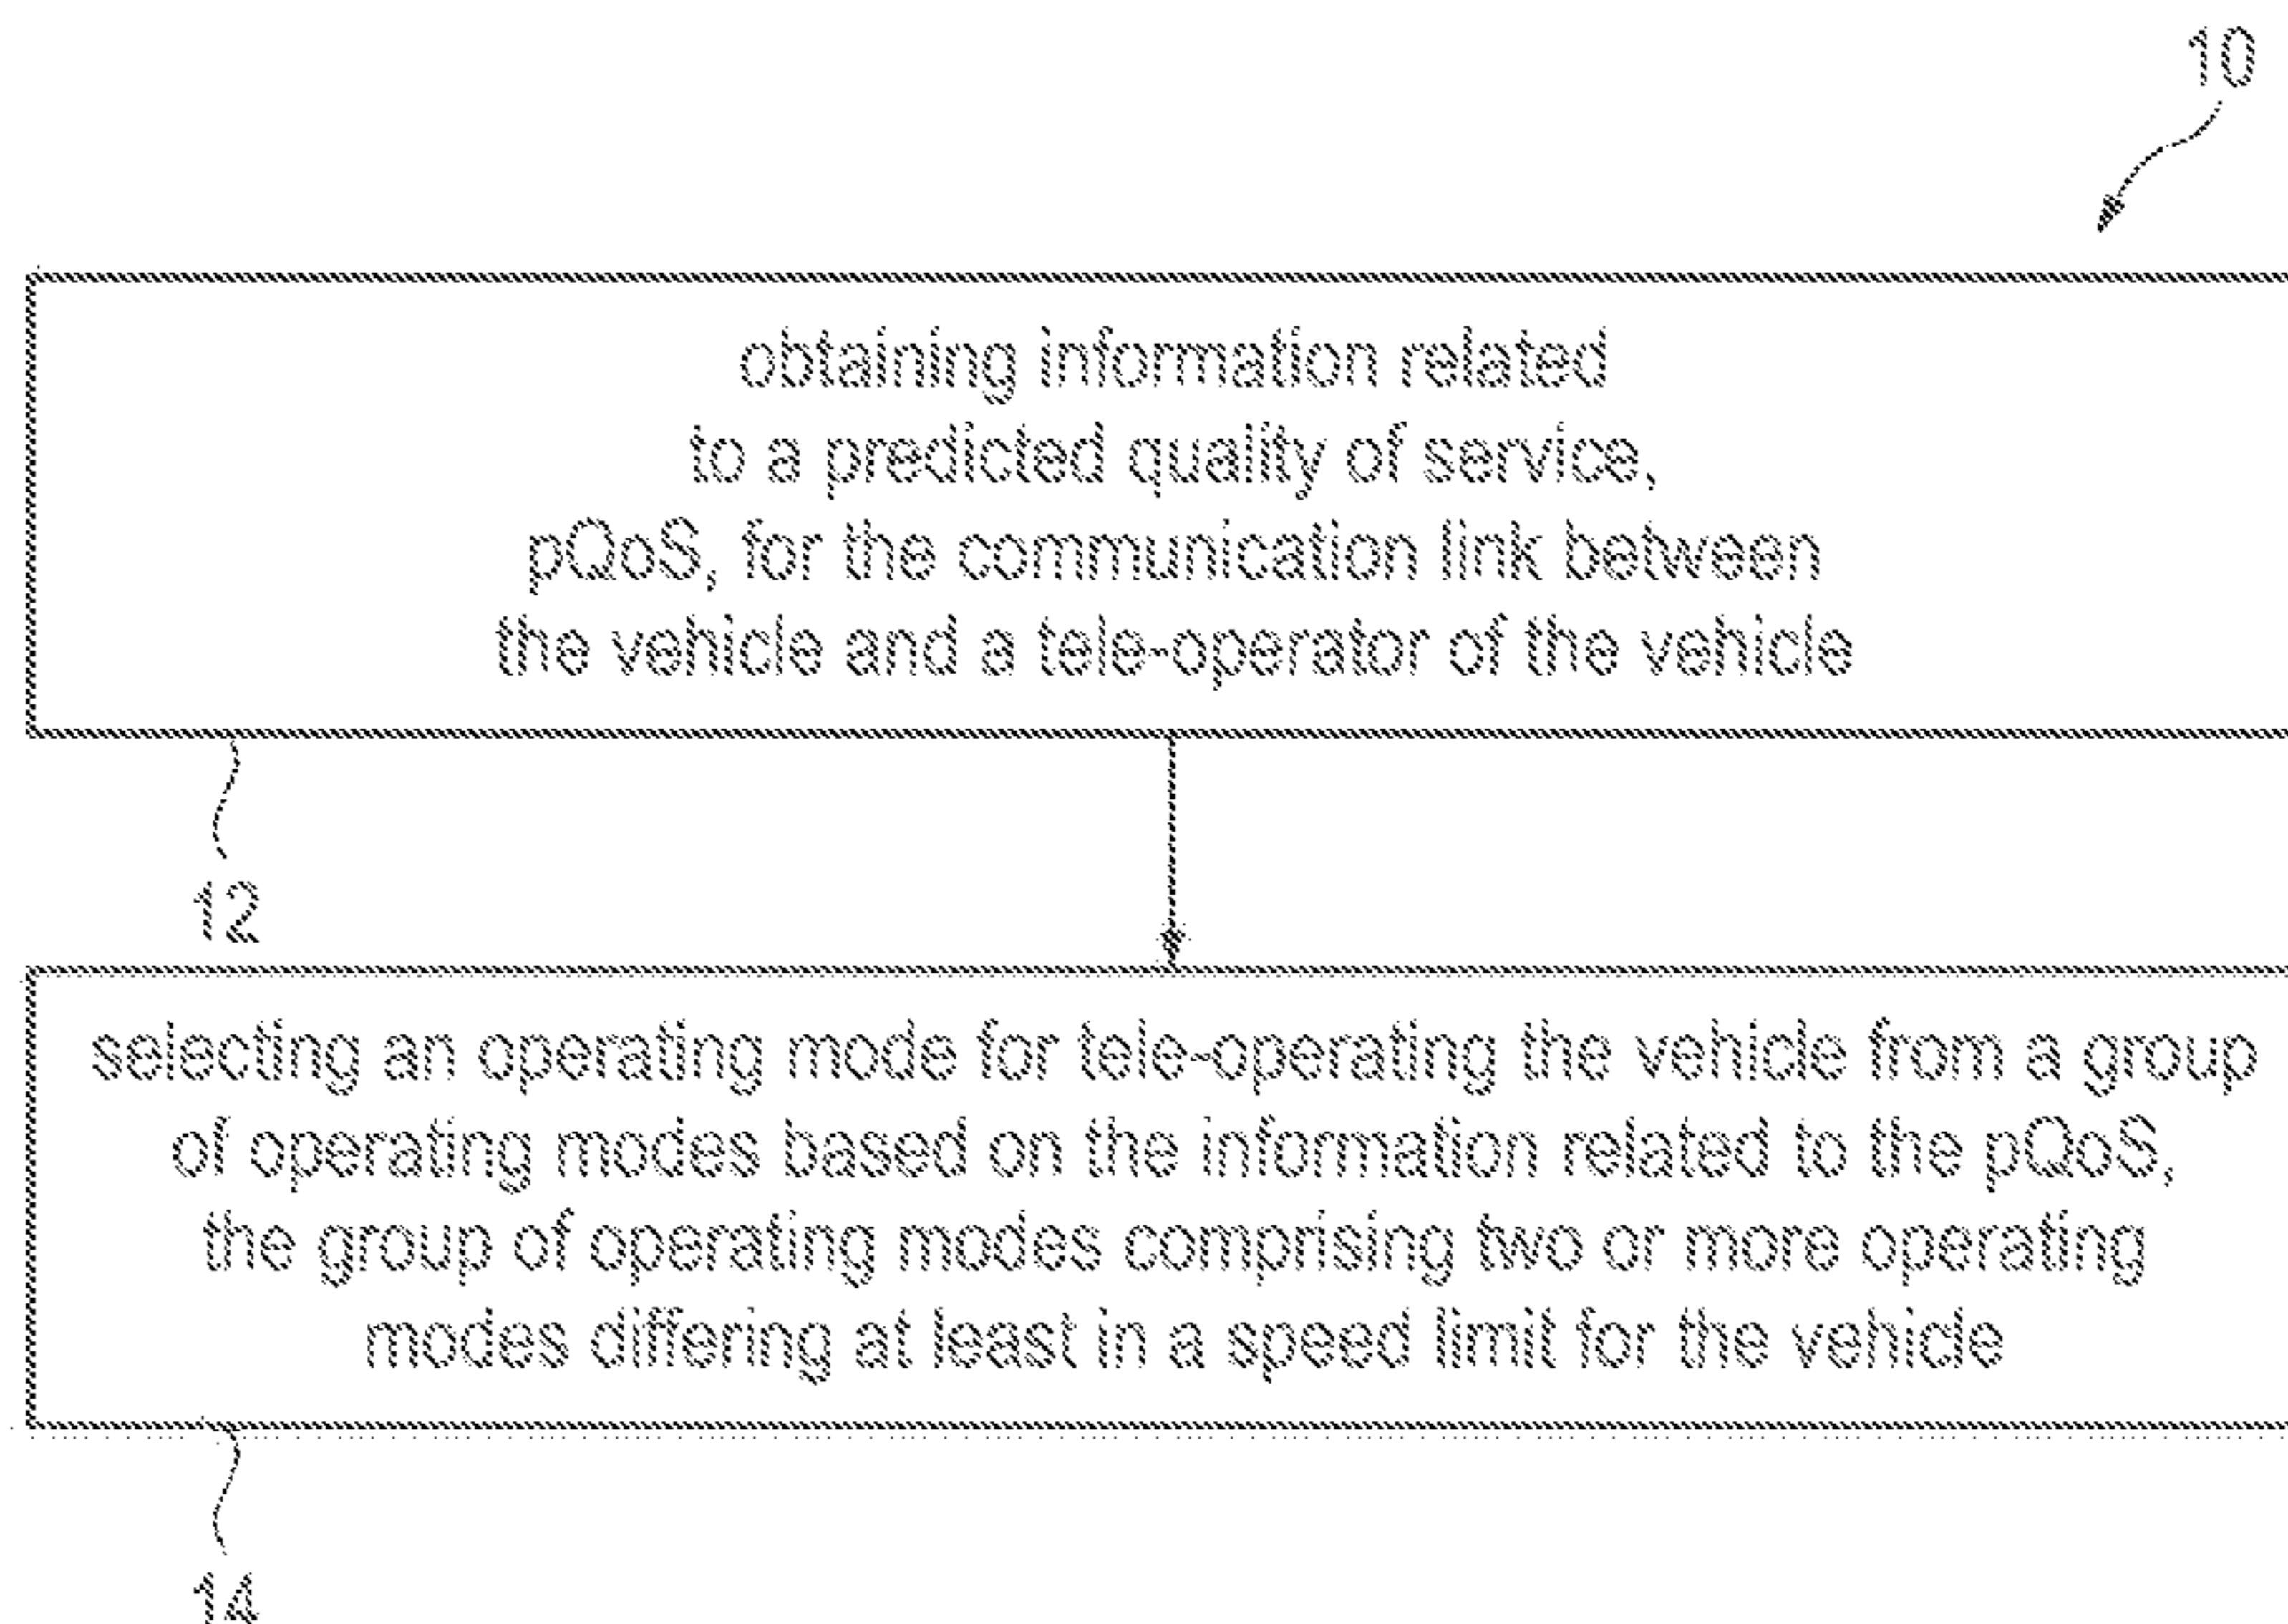 10
obtaining information related
to a predicted quality of service,
pQoS, for the communication link between
the vehicle and a tele-operator of the vehicle
12
selecting an operating mode for tele-operating the vehicle from a group
of operating modes based on the information related to the pQoS,
the group of operating modes comprising two or more operating
modes differing at least in a speed limit for the vehicle
14